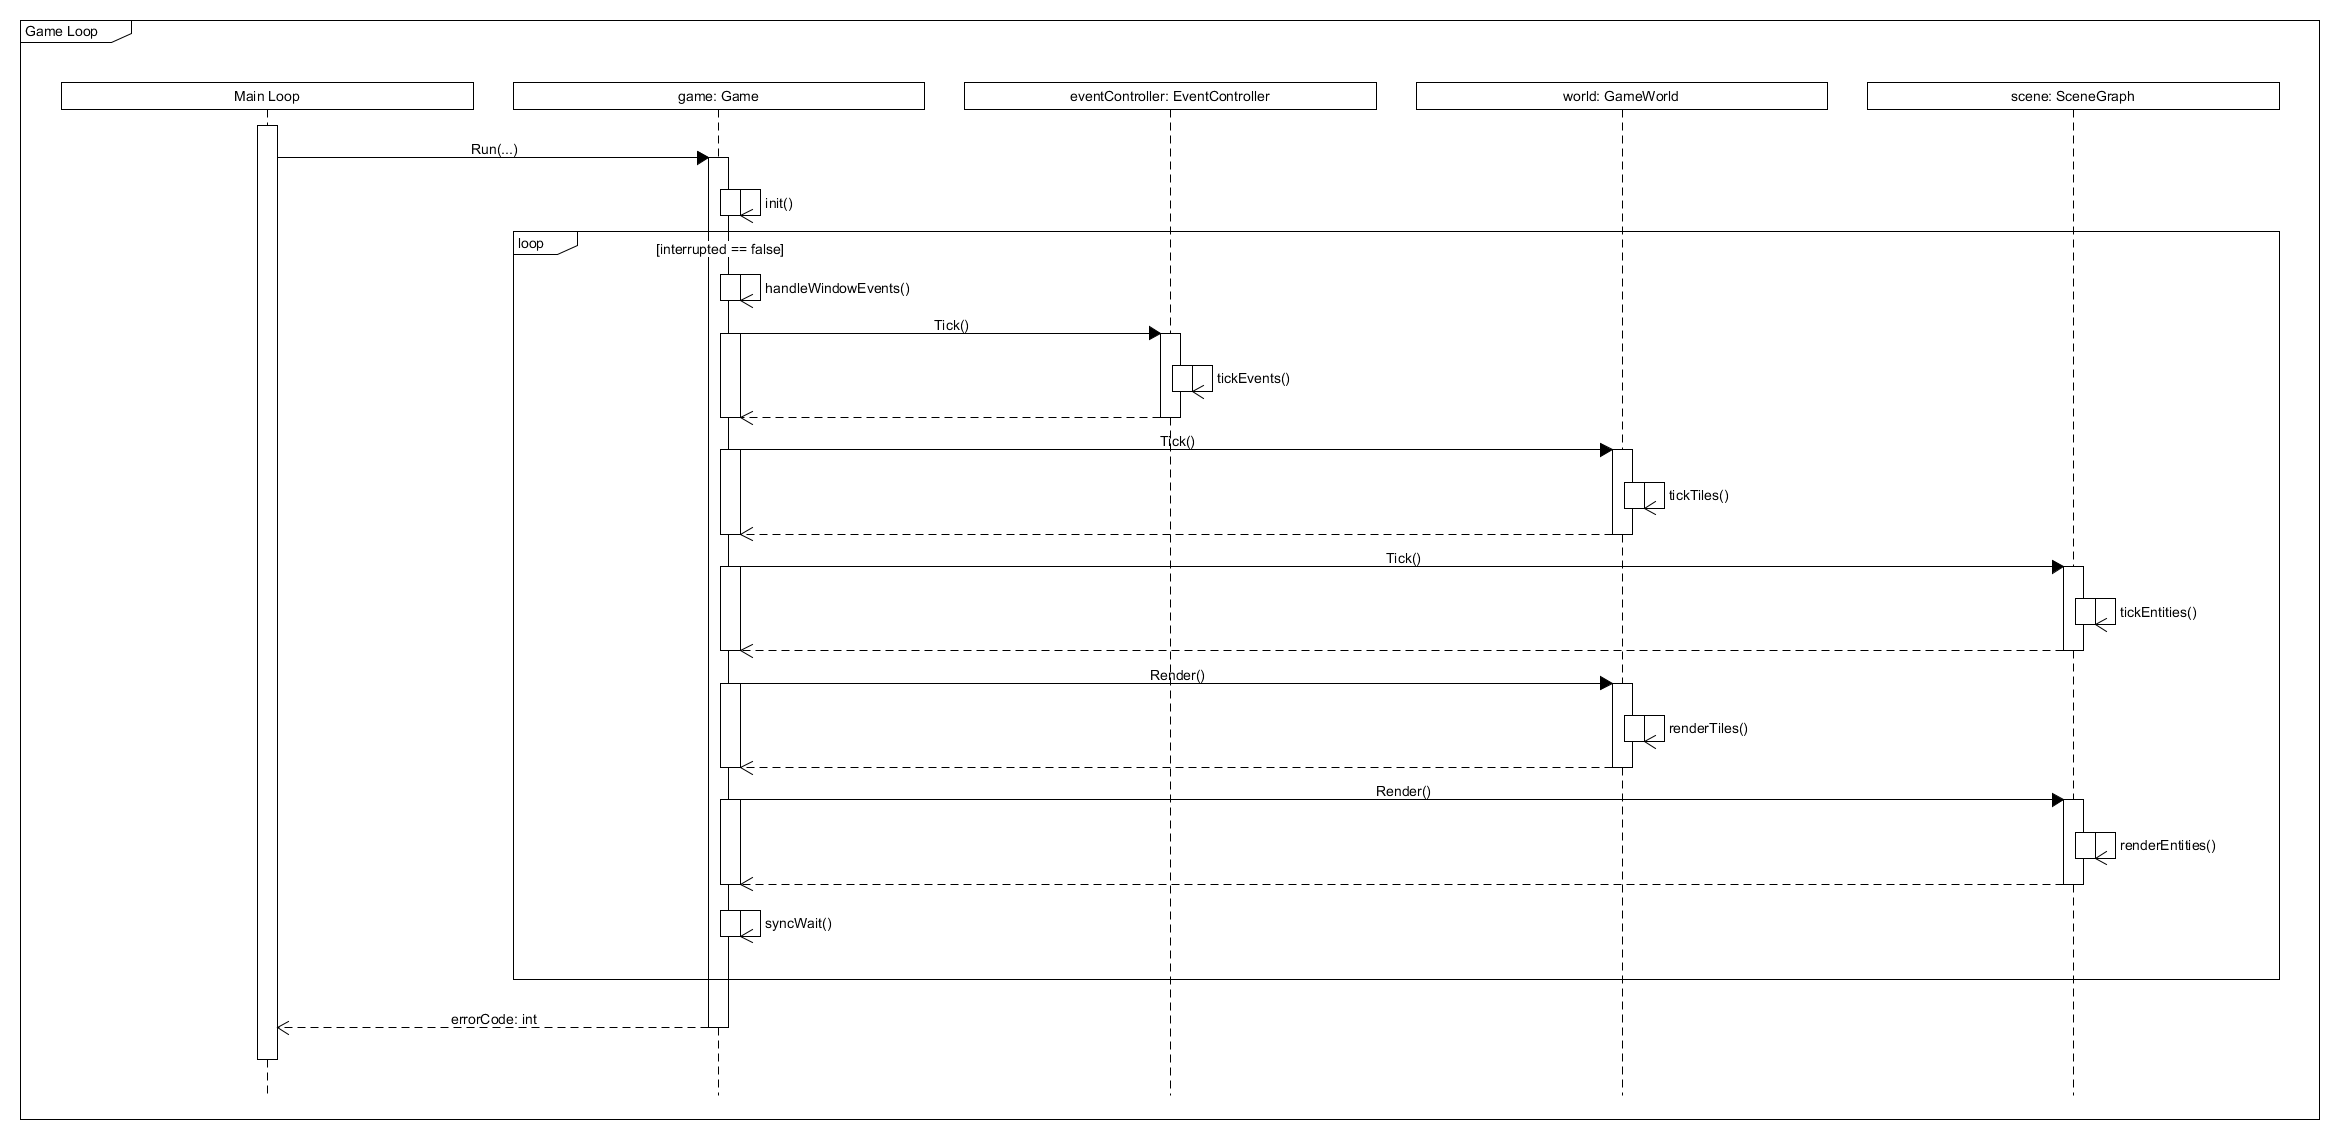 Game Loop
Main Loop
game: Game
eventController: EventController
world: GameWorld
scene: SceneGraph
Run(...)
init()
loop
[interrupted == false]
handleWindowEvents()
Tick()
tickEvents()
Tick()
tickTiles()
Tick()
tickEntities()
Render()
renderTiles()
Render()
renderEntities()
syncWait()
errorCode: int